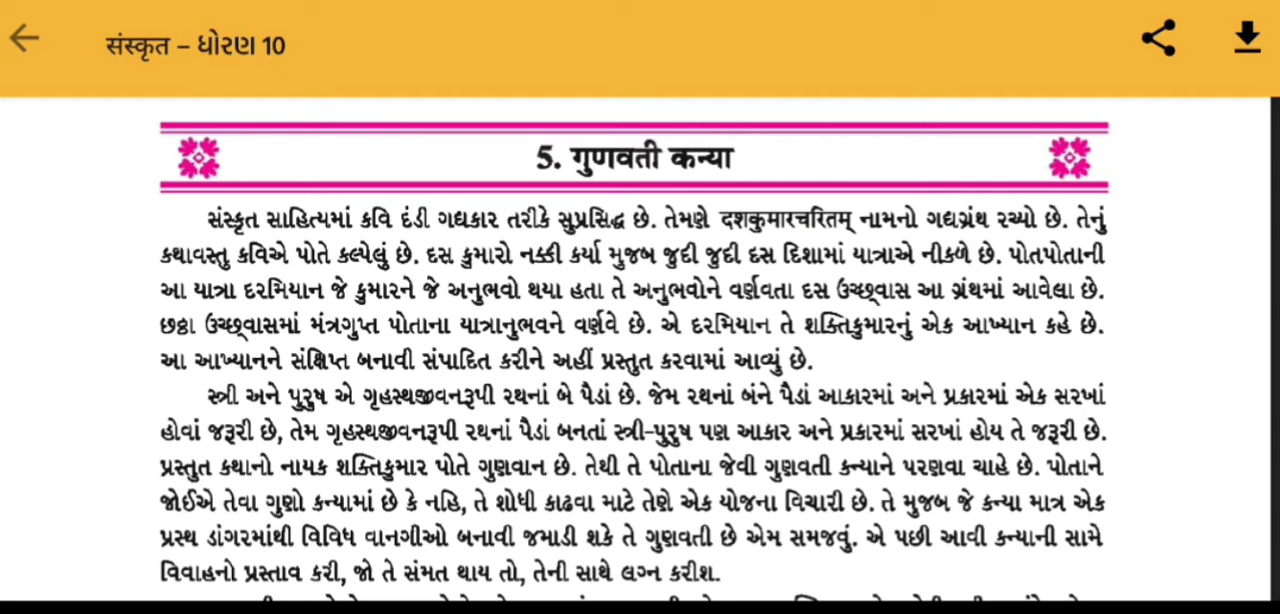 સંસ્કૃત – ધોરણ 10
5. गुणवती कन्या
સંસ્કૃત સાહિત્યમાં કવિ દંડી ગદ્યકાર તરીકે સુપ્રસિદ્ધ છે. તેમણે दशकुमारचरितम् નામનો ગદ્યગ્રંથ રચ્યો છે. તેનું
કથાવસ્તુ કવિએ પોતે કલ્પેલું છે. દસ કુમારો નક્કી કર્યા મુજબ જુદી જુદી દસ દિશામાં યાત્રાએ નીકળે છે. પોતપોતાની
આ યાત્રા દરમિયાન જે કુમારને જે અનુભવો થયા હતા તે અનુભવોને વર્ણવતા દસ ઉચ્છ્વાસ આ ગ્રંથમાં આવેલા છે.
છઠ્ઠા ઉચ્છ્વાસમાં મંત્રગુપ્ત પોતાના યાત્રાનુભવને વર્ણવે છે. એ દરમિયાન તે શક્તિકુમારનું એક આખ્યાન કહે છે.
આ આખ્યાનને સંક્ષિપ્ત બનાવી સંપાદિત કરીને અહીં પ્રસ્તુત કરવામાં આવ્યું છે.
સ્ત્રી અને પુરુષ એ ગૃહસ્થજીવનરૂપી રથનાં બે પૈડાં છે. જેમ રથનાં બંને પૈડાં આકારમાં અને પ્રકારમાં એક સરખાં
હોવાં જરૂરી છે, તેમ ગૃહસ્થજીવનરૂપી રથનાં પૈડાં બનતાં સ્ત્રી-પુરુષ પણ આકાર અને પ્રકારમાં સરખાં હોય તે જરૂરી છે.
પ્રસ્તુત કથાનો નાયક શક્તિકુમાર પોતે ગુણવાન છે. તેથી તે પોતાના જેવી ગુણવતી કન્યાને પરણવા ચાહે છે. પોતાને
જોઈએ તેવા ગુણો કન્યામાં છે કે નહિ, તે શોધી કાઢવા માટે તેણે એક યોજના વિચારી છે. તે મુજબ જે કન્યા માત્ર એક
પ્રસ્થ ડાંગરમાંથી વિવિધ વાનગીઓ બનાવી જમાડી શકે તે ગુણવતી છે એમ સમજવું. એ પછી આવી કન્યાની સામે
વિવાહનો પ્રસ્તાવ કરી, જો તે સંમત થાય તો, તેની સાથે લગ્ન કરીશ.